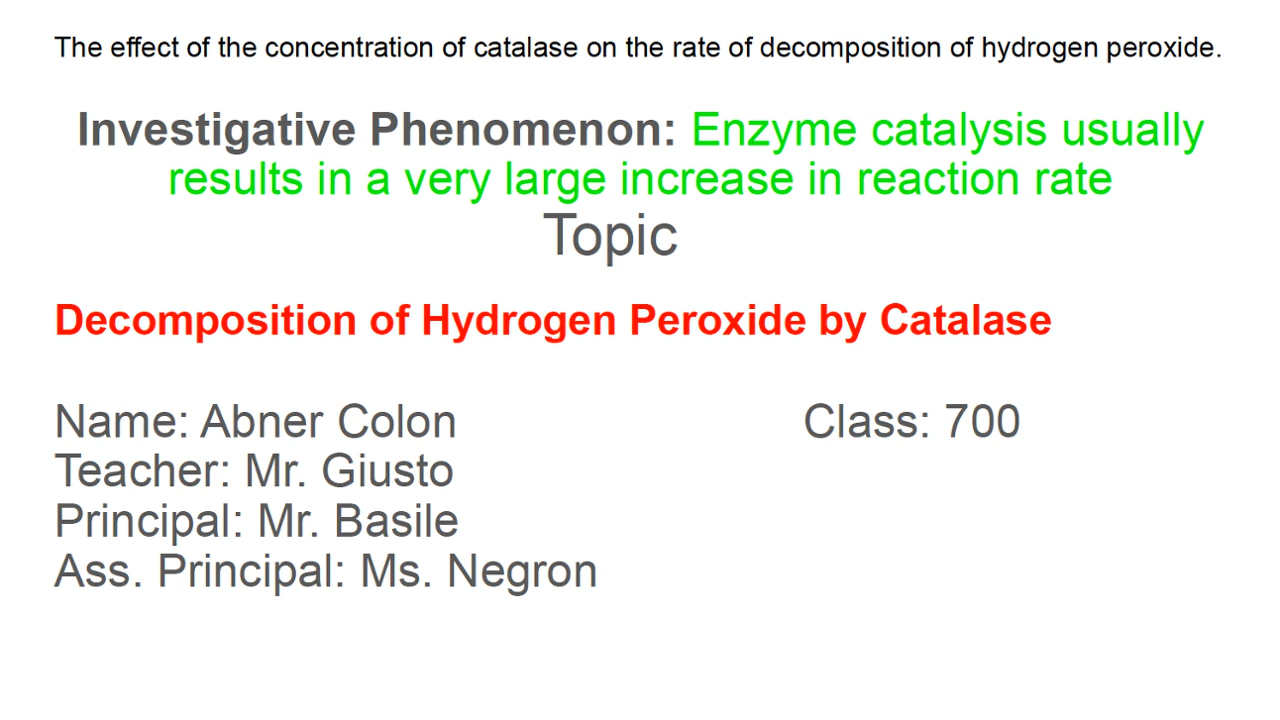 The effect of the concentration of catalase on the rate of decomposition of hydrogen peroxide.
Investigative Phenomenon: Enzyme catalysis usually
results in a very large increase in reaction rate
Topic
Decomposition of Hydrogen Peroxide by Catalase
Name: Abner Colon Class: 700
Teacher: Mr. Giusto
Principal: Mr. Basile
Ass. Principal: Ms. Negron